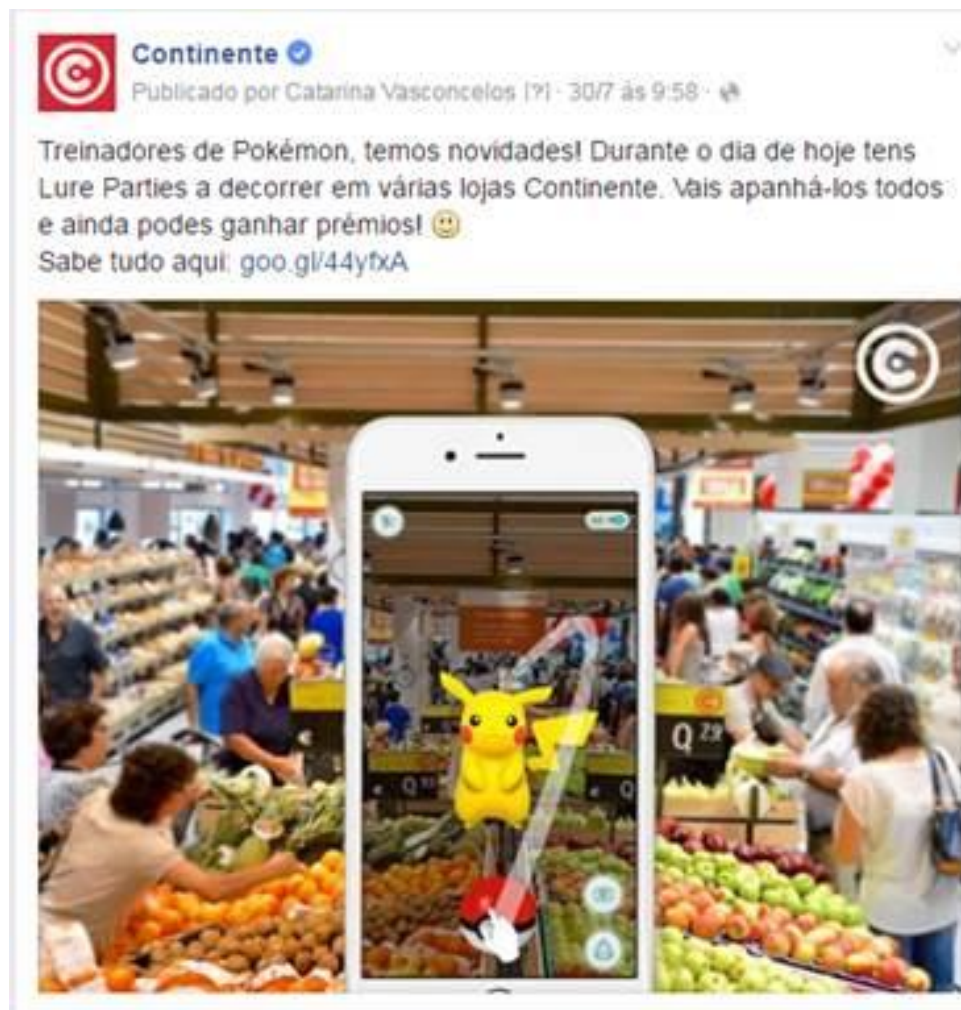 Continente
Publicado por Catarina Vasconcelos [?] · 30/7 às 9:58 ·
Treinadores de Pokémon, temos novidades! Durante o dia de hoje tens
Lure Parties a decorrer em várias lojas Continente. Vais apanhá-los todos
e ainda podes ganhar prémios! 🙂
Sabe tudo aqui: goo.gl/44yfxA
C
C
€
Q 79
€ Q
€ Q